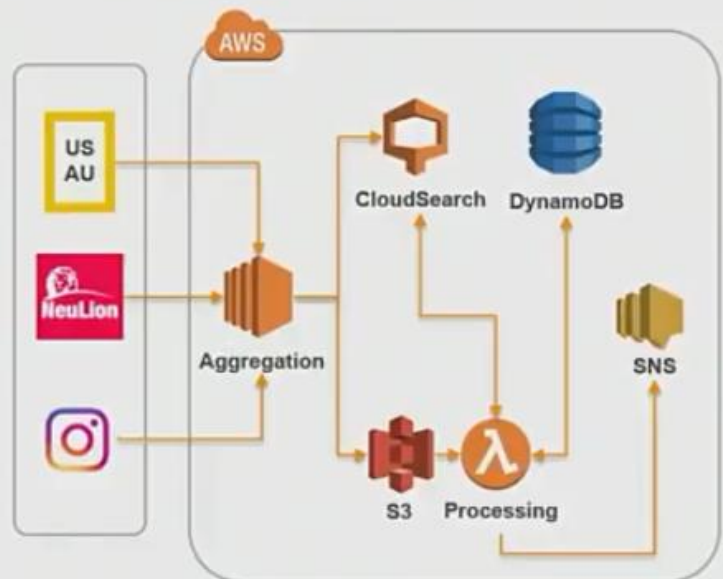 AWS
US
AU
NeuLion
Aggregation
CloudSearch
DynamoDB
SNS
S3
λ
Processing